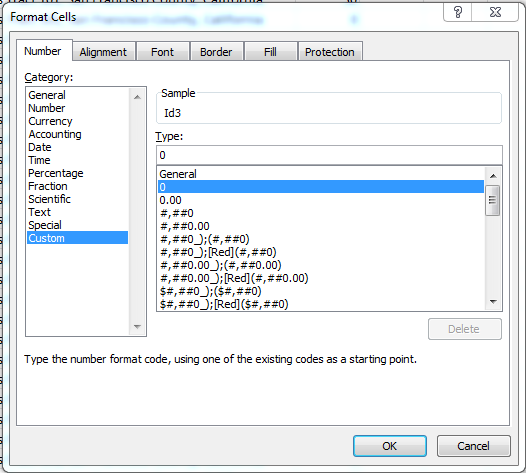 Format Cells
Number Alignment Font Border Fill Protection
Category:
General
Number
Currency
Accounting
Date
Time
Percentage
Fraction
Scientific
Text
Special
Custom
Sample
Id3
Type:
0
General
0
0.00
#,##0
#,##0.00
#,##0_);(#,##0)
#,##0_);[Red](#,##0)
#,##0.00_);(#,##0.00)
#,##0.00_);[Red](#,##0.00)
$#,##0_);($#,##0)
$#,##0_);[Red]($#,##0)
Delete
Type the number format code, using one of the existing codes as a starting point.
OK
Cancel